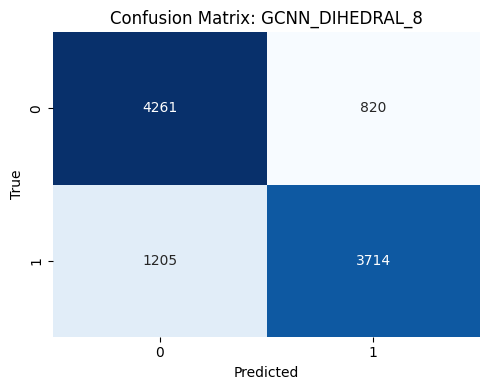 Confusion Matrix: GCNN_DIHEDRAL_8
True
0
4261
820
1
1205
3714
0
1
Predicted